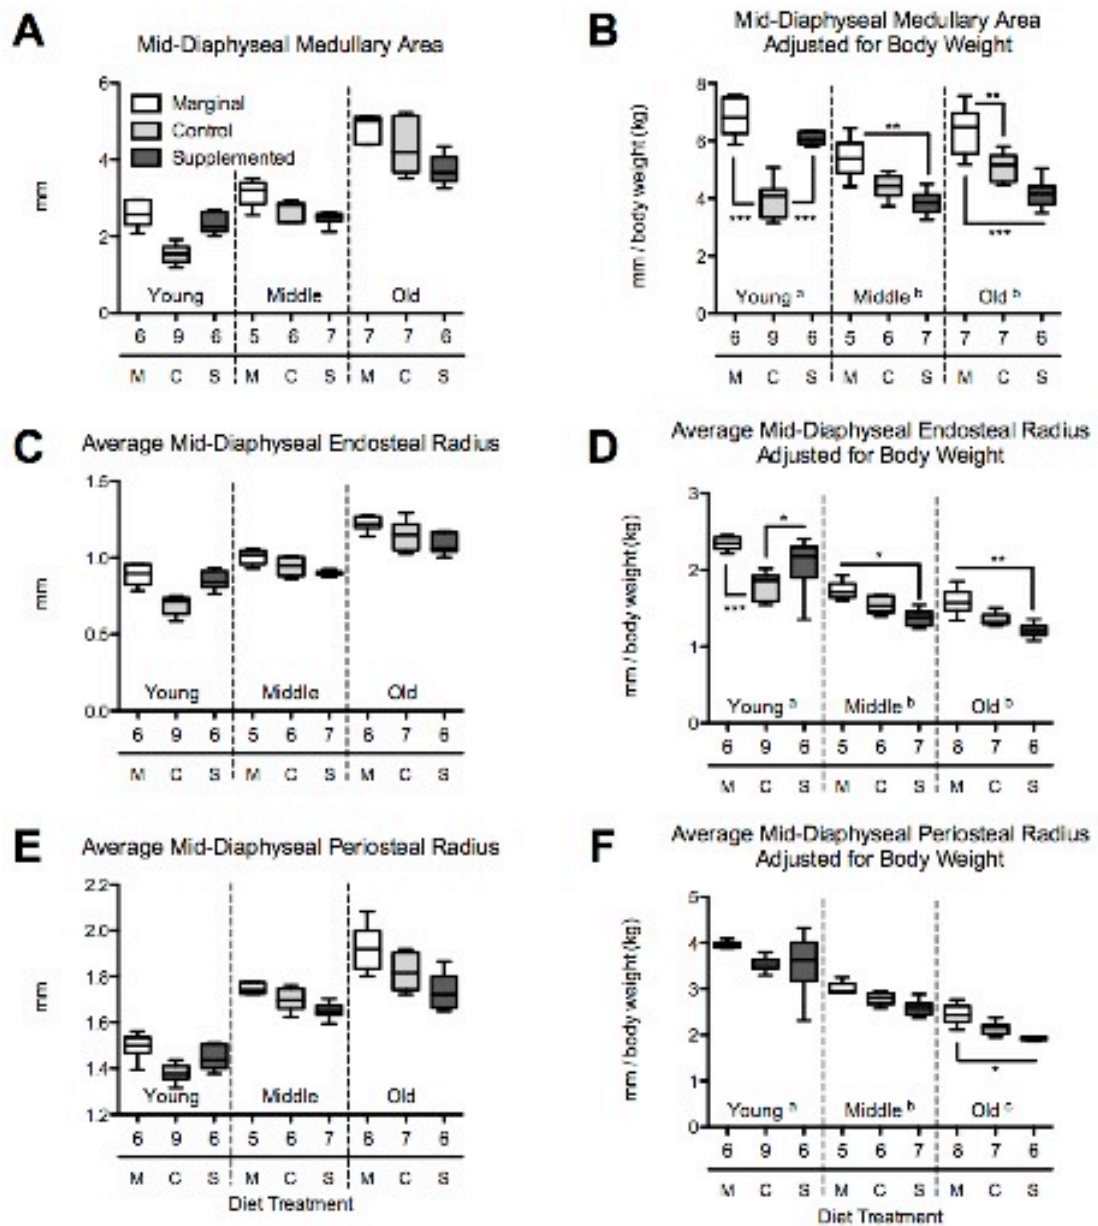 A
Mid-Diaphyseal Medullary Area
6
4
2
0
mm
Marginal
Control
Supplemented
Young
Middle
Old
6 9 6 5 6 7 7 7 6
M C S M C S M C S
B
Mid-Diaphyseal Medullary Area
Adjusted for Body Weight
8
6
4
2
0
mm / body weight (kg)
***
***
**
**
***
Young a
Middle b
Old b
6 9 6 5 6 7 7 7 6
M C S M C S M C S
C
Average Mid-Diaphyseal Endosteal Radius
1.5
1.0
0.5
0.0
mm
Young
Middle
Old
6 9 6 5 6 7 8 7 6
M C S M C S M C S
D
Average Mid-Diaphyseal Endosteal Radius
Adjusted for Body Weight
3
2
1
0
mm / body weight (kg)
***
*
*
**
Young a
Middle b
Old b
6 9 6 5 6 7 8 7 6
M C S M C S M C S
E
Average Mid-Diaphyseal Periosteal Radius
2.2
2.0
1.8
1.6
1.4
1.2
mm
Young
Middle
Old
6 9 6 5 6 7 8 7 6
M C S M C S M C S
Diet Treatment
F
Average Mid-Diaphyseal Periosteal Radius
Adjusted for Body Weight
5
4
3
2
1
0
mm / body weight (kg)
*
Young a
Middle b
Old c
6 9 6 5 6 7 8 7 6
M C S M C S M C S
Diet Treatment